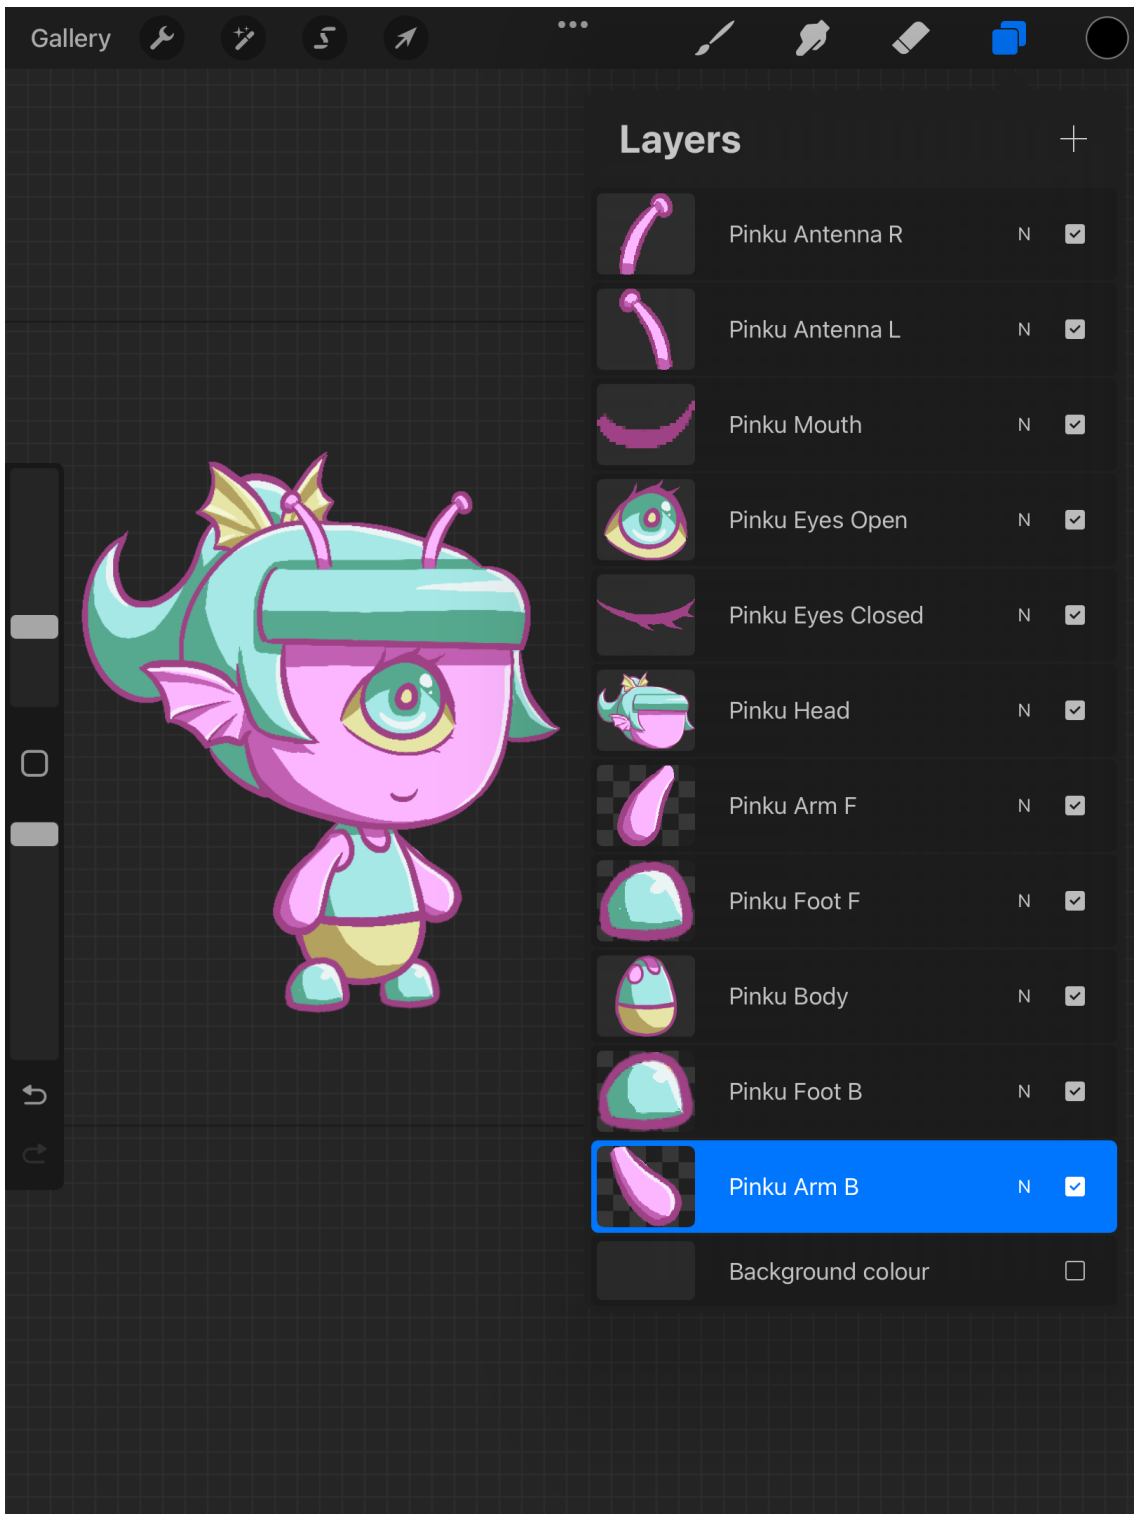 Gallery
Layers
Pinku Antenna R N
Pinku Antenna L N
Pinku Mouth N
Pinku Eyes Open N
Pinku Eyes Closed N
Pinku Head N
Pinku Arm F N
Pinku Foot F N
Pinku Body N
Pinku Foot B N
Pinku Arm B N
Background colour